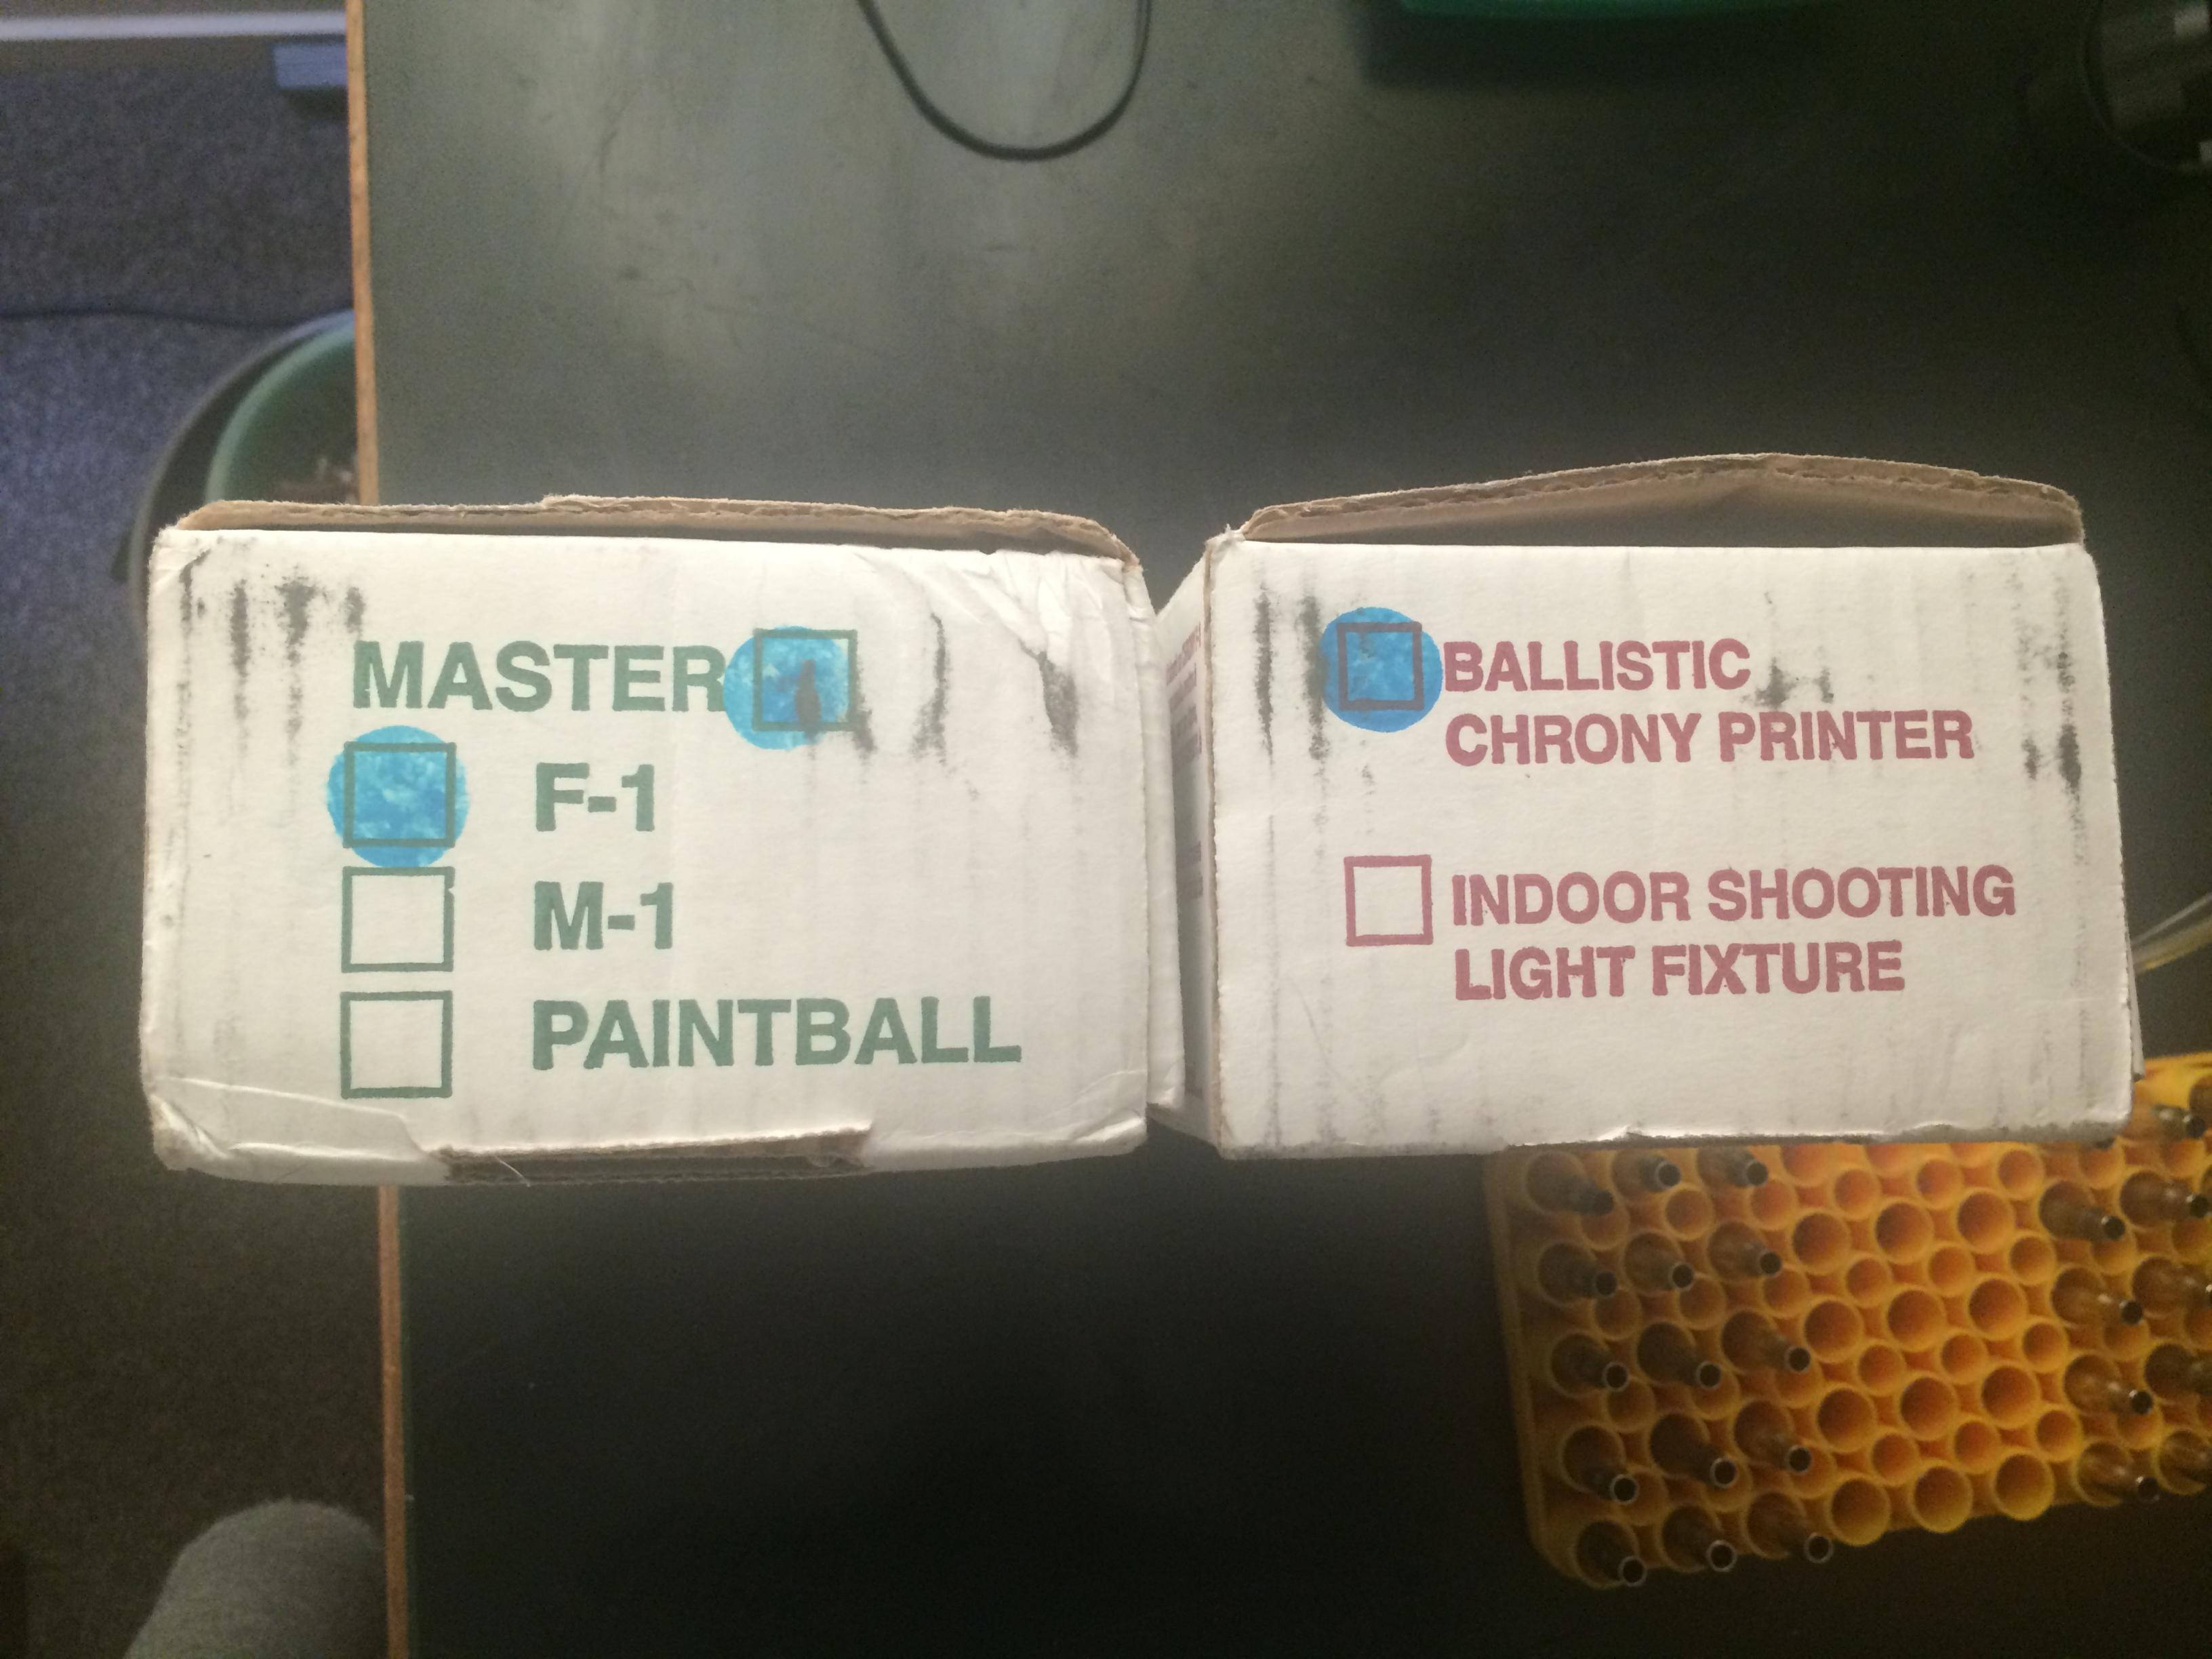 MASTER
F-1
M-1
PAINTBALL
BALLISTIC
CHRONY PRINTER
INDOOR SHOOTING
LIGHT FIXTURE